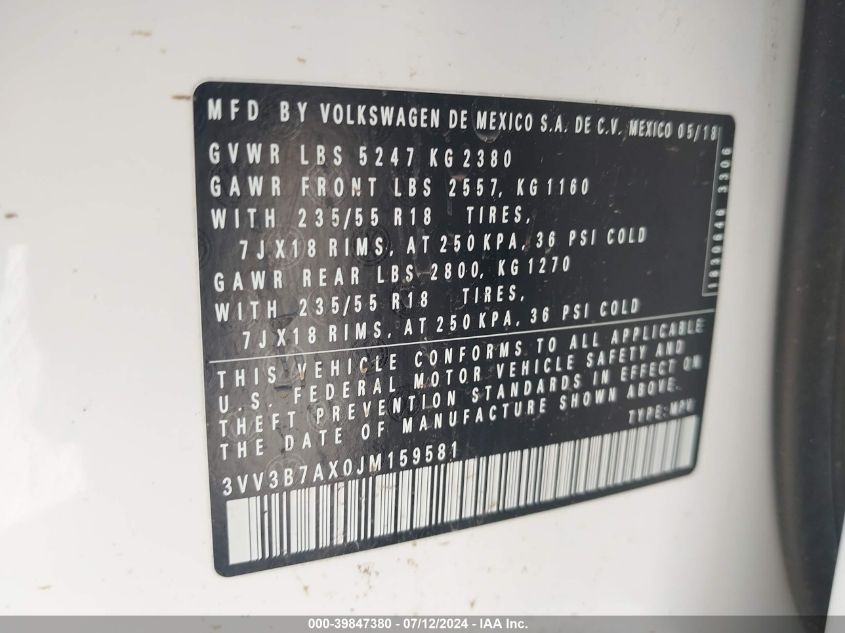 MFD BY VOLKSWAGEN DE MEXICO S.A. DE C.V. MEXICO 05/18
GVWR LBS 5247 KG 2380
GAWR FRONT LBS 2557, KG 1160
WITH 235/55 R18 TIRES,
7JX18 RIMS, AT 250 KPA, 36 PSI COLD
GAWR REAR LBS 2800, KG 1270
WITH 235/55 R18 TIRES,
7JX18 RIMS, AT 250 KPA, 36 PSI COLD
THIS VEHICLE CONFORMS TO ALL APPLICABLE
U.S. FEDERAL MOTOR VEHICLE SAFETY AND
THEFT PREVENTION STANDARDS IN EFFECT ON
THE DATE OF MANUFACTURE SHOWN ABOVE.
TYPE: MPV
3VV3B7AX0JM159581
3306
000-39847380 - 07/12/2024 - IAA, Inc.